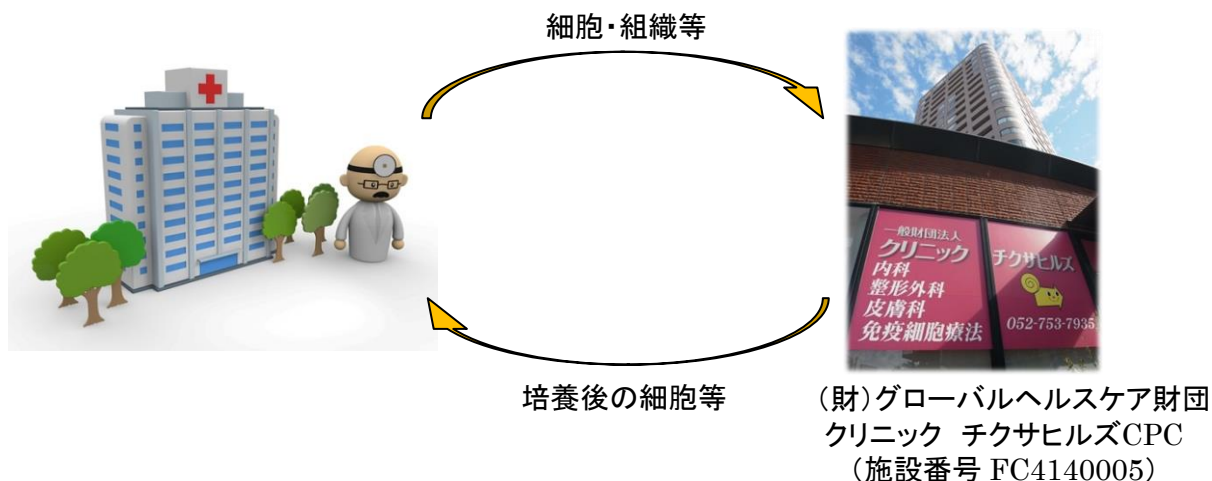 細胞・組織等
一般財団法人
クリニック
内科
整形外科
皮膚科
免疫細胞療法
チクサヒルズ
052-753-7935
培養後の細胞等
(財)グローバルヘルスケア財団
クリニック チクサヒルズCPC
(施設番号 FC4140005)